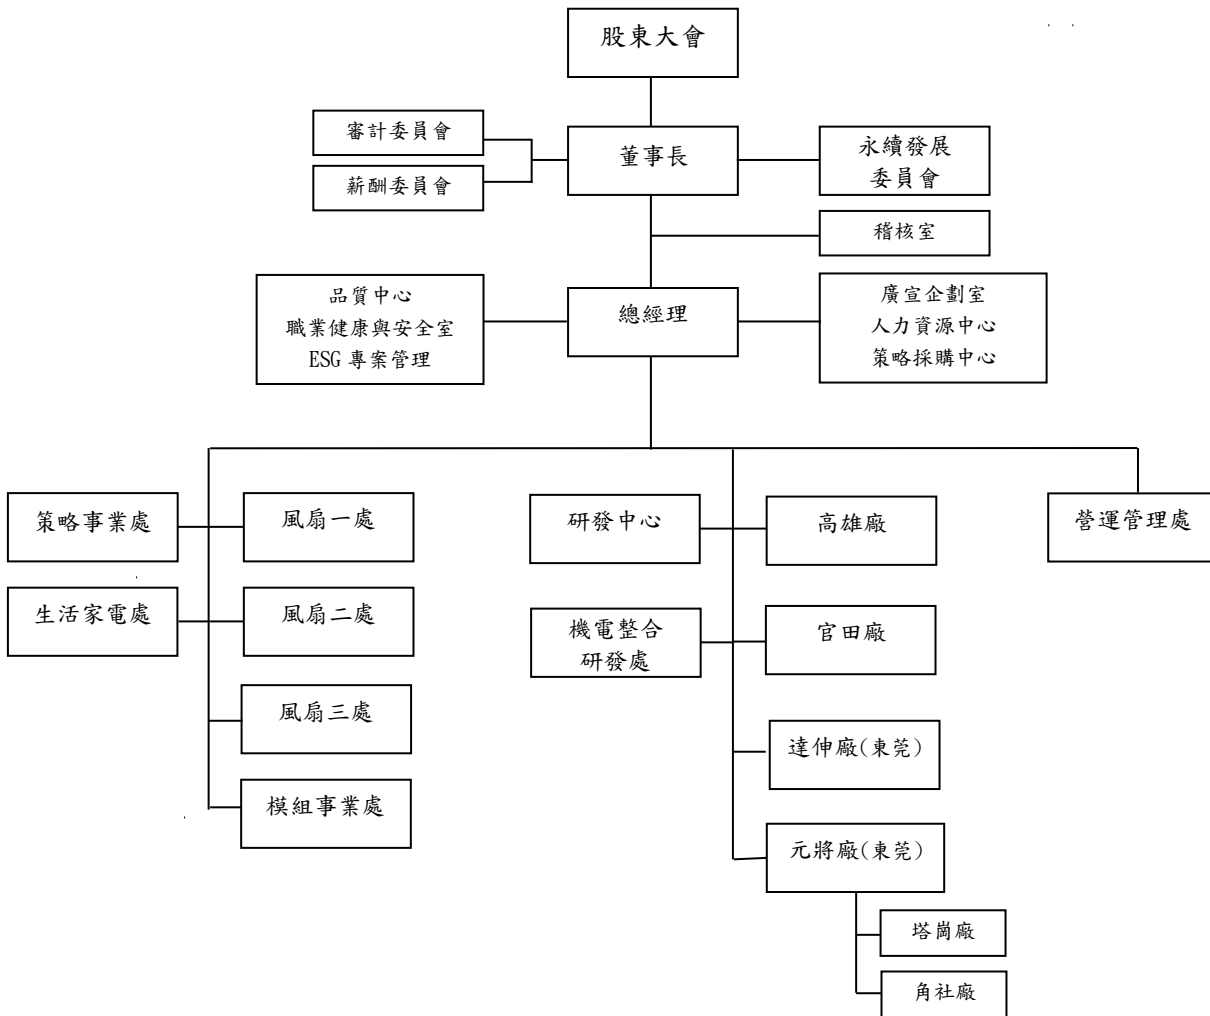 股東大會
審計委員會
薪酬委員會
董事長
永續發展
委員會
稽核室
品質中心
職業健康與安全室
ESG 專案管理
總經理
廣宣企劃室
人力資源中心
策略採購中心
策略事業處
風扇一處
研發中心
高雄廠
營運管理處
生活家電處
風扇二處
機電整合
研發處
官田廠
風扇三處
達伸廠(東莞)
模組事業處
元將廠(東莞)
塔崗廠
角社廠